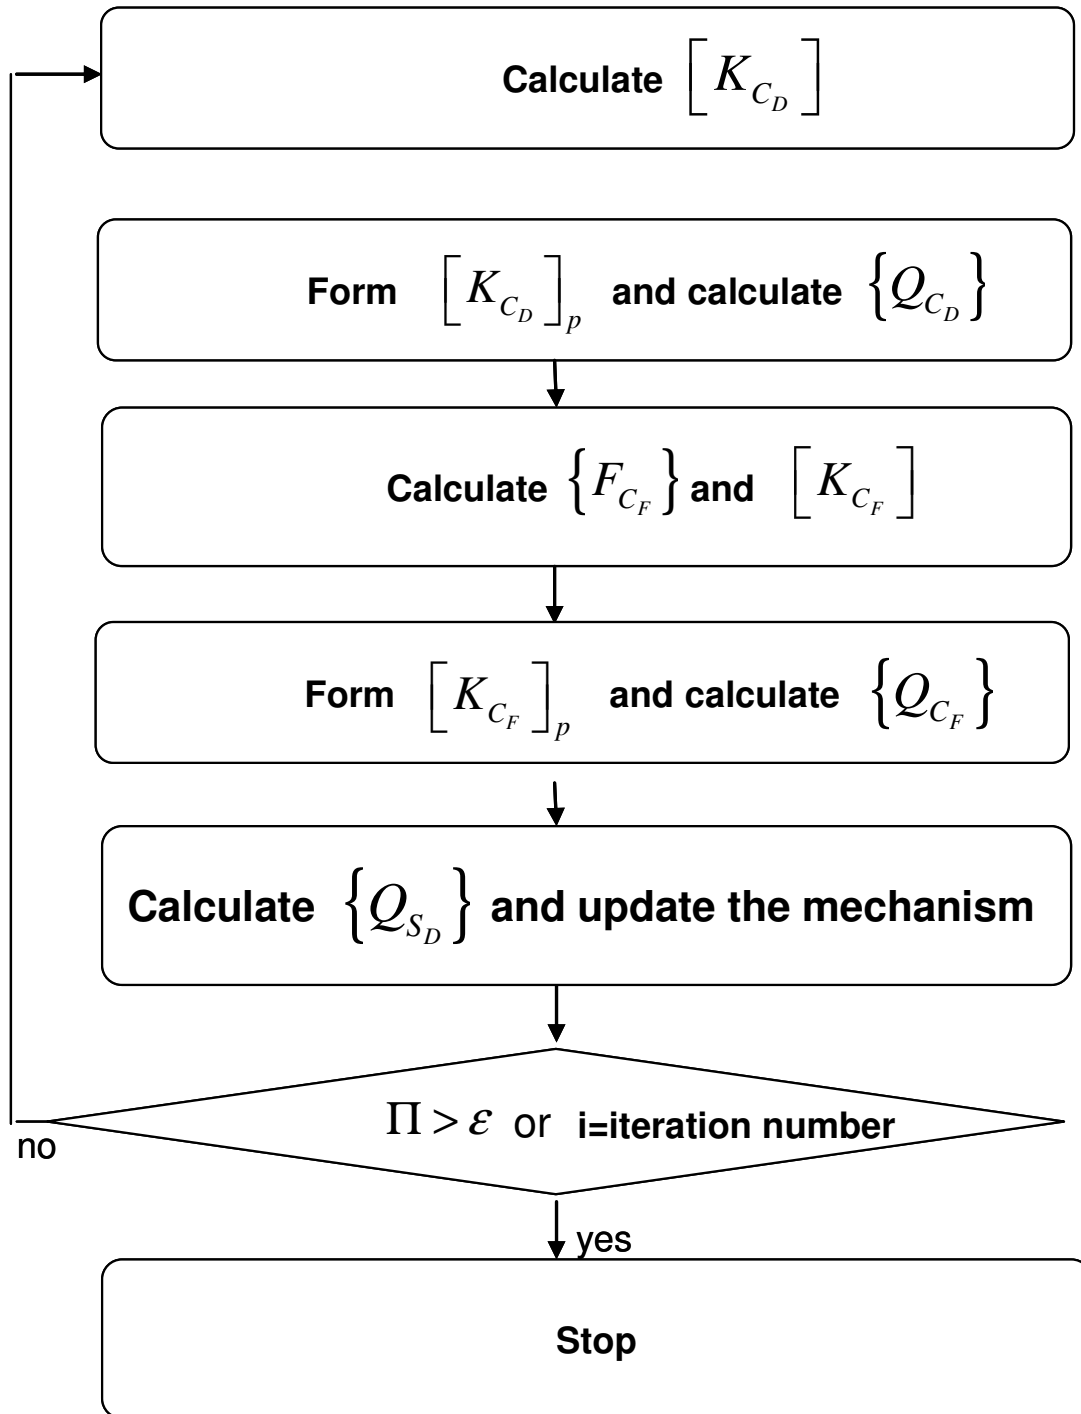 Calculate [K_{C_D}]
Form [K_{C_D}]_p and calculate {Q_{C_D}}
Calculate {F_{C_F}} and [K_{C_F}]
Form [K_{C_F}]_p and calculate {Q_{C_F}}
Calculate {Q_{S_D}} and update the mechanism
Π > ε or i=iteration number
no
yes
Stop